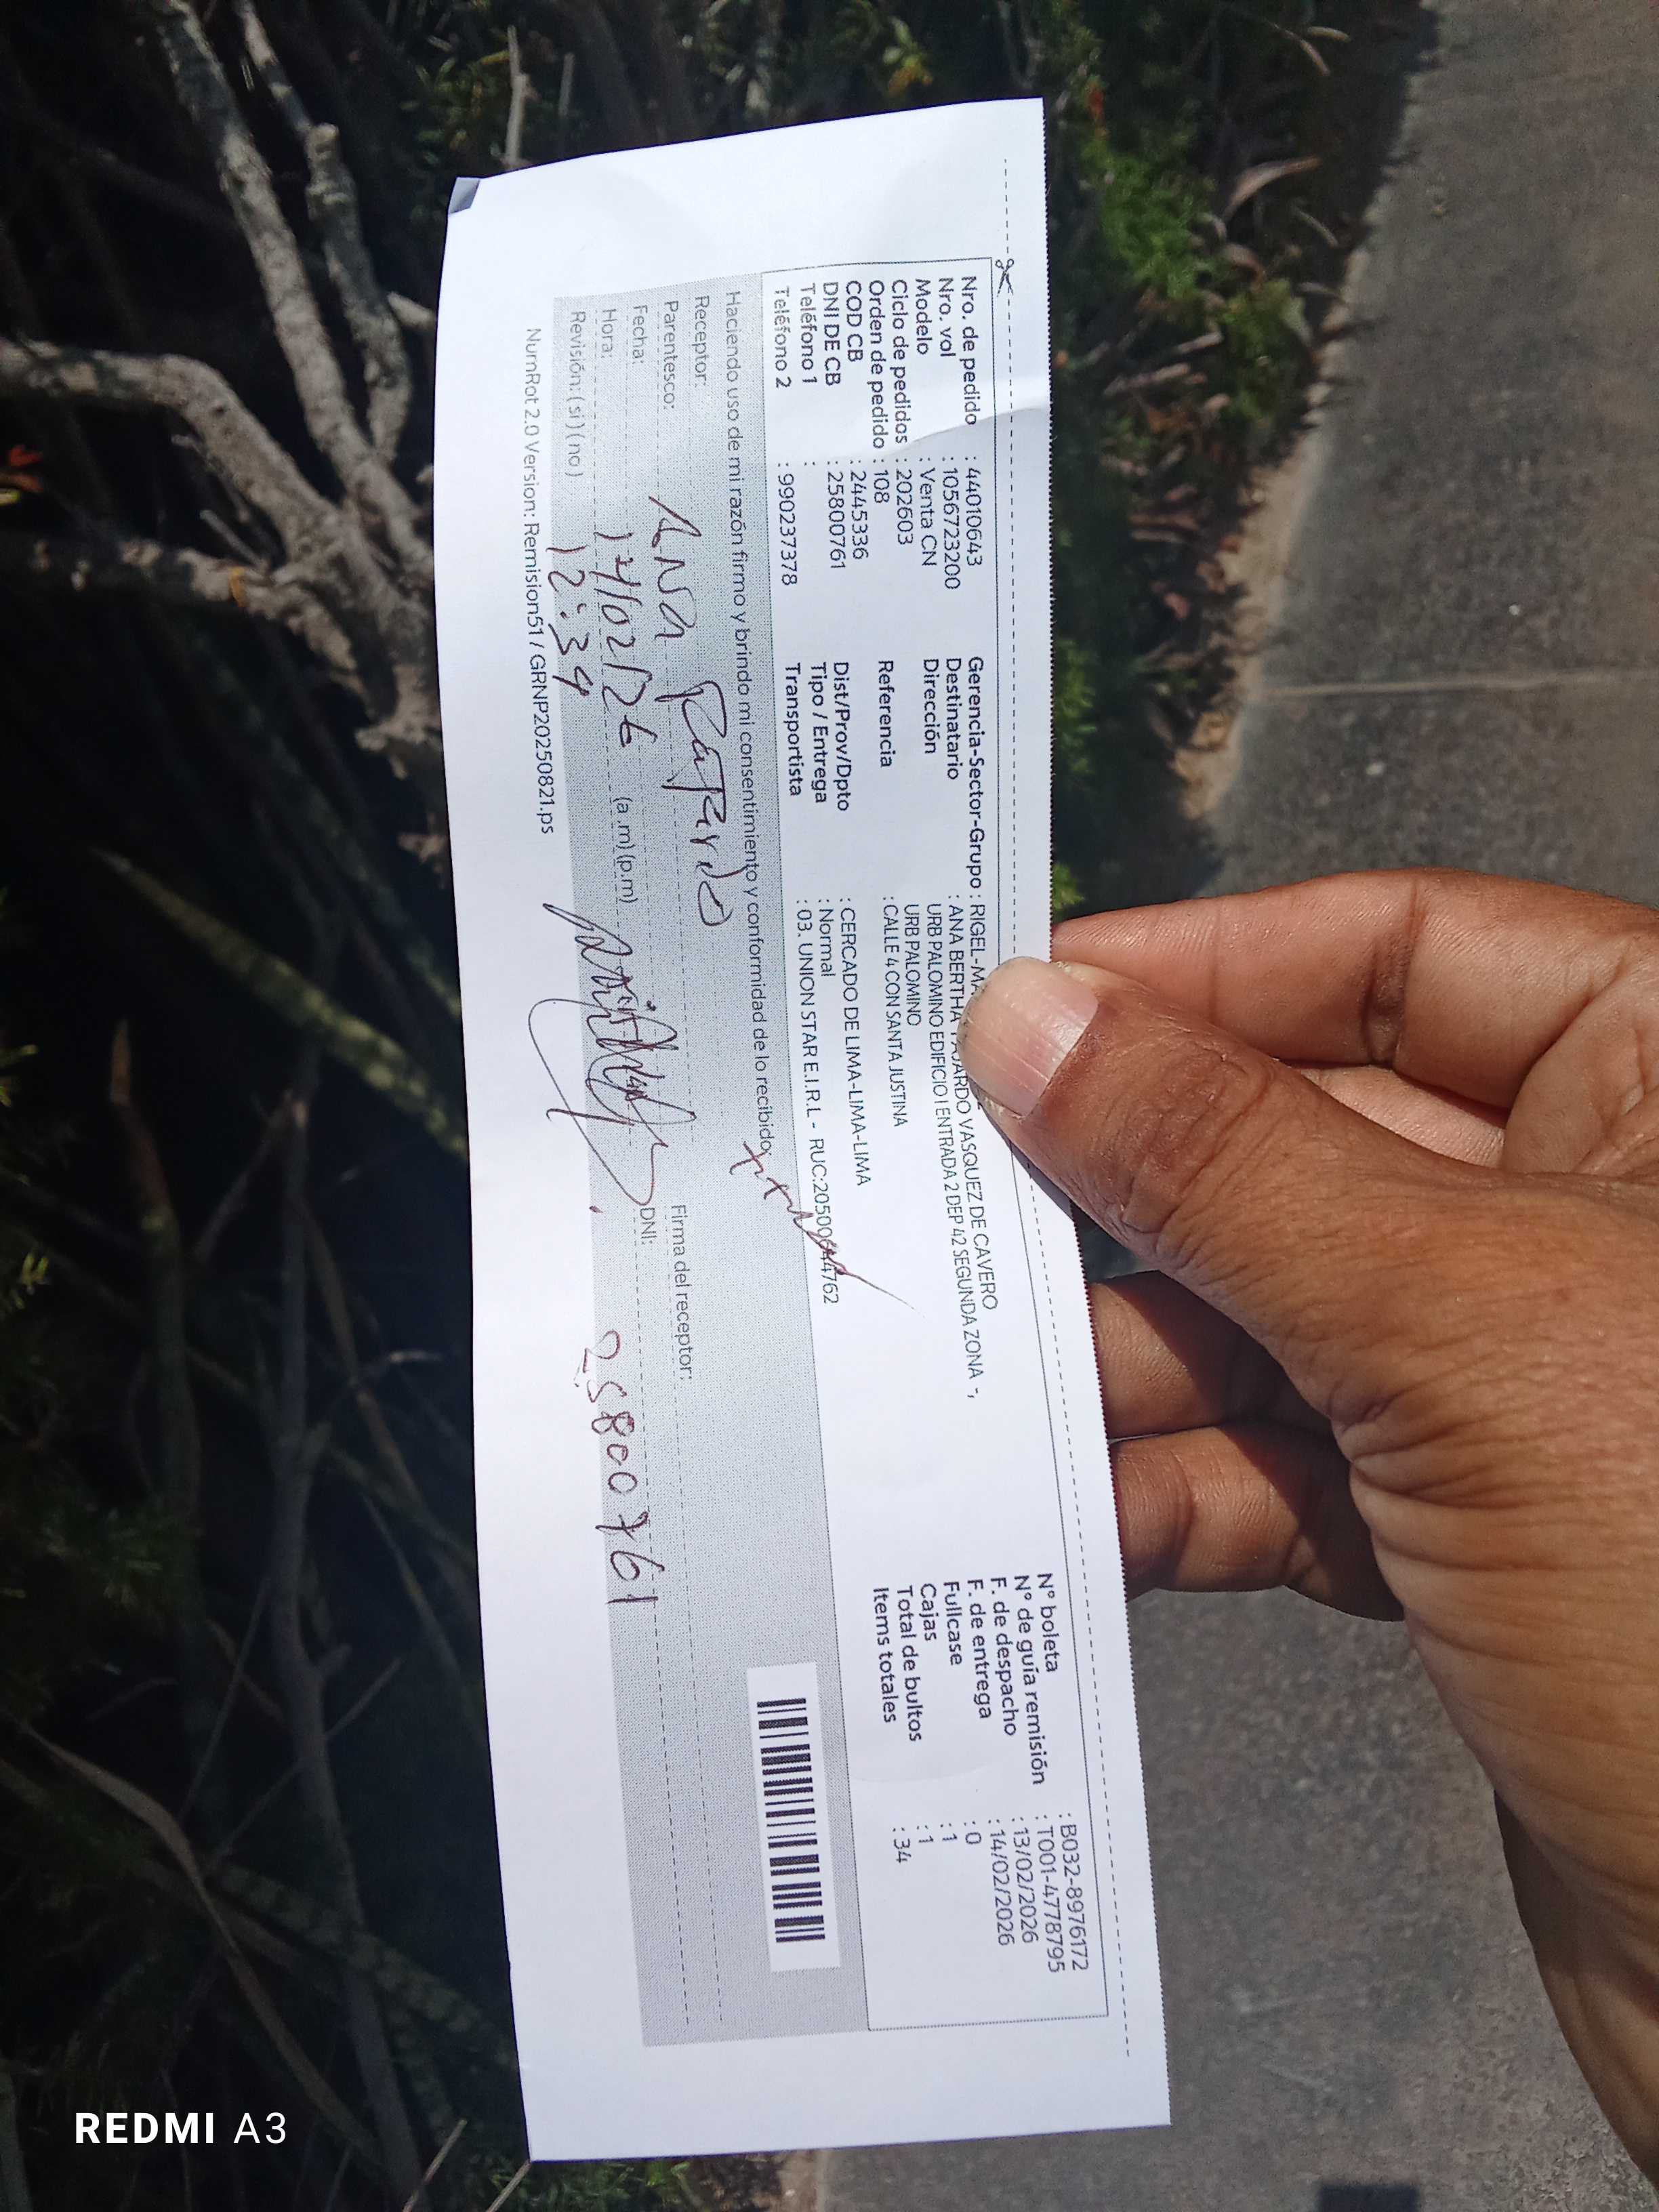 Nro. de pedido : 44010643
Nro. vol : 1056723200
Modelo : Venta CN
Ciclo de pedidos : 202603
Orden de pedido : 108
COD CB : 2445336
DNI DE CB : 25800761
Teléfono 1 :
Teléfono 2 : 990237378
Gerencia-Sector-Grupo : RIGEL-MA
Destinatario : ANA BERTHA JARDO VASQUEZ DE CAVERO
Dirección URB PALOMINO EDIFICIO I ENTRADA 2 DEP 42 SEGUNDA ZONA -,
URB PALOMINO
Referencia : CALLE 4 CON SANTA JUSTINA
Dist/Prov/Dpto : CERCADO DE LIMA-LIMA-LIMA
Tipo / Entrega : Normal
Transportista : 03. UNION STAR E.I.R.L - RUC:
N° boleta : B032-8976172
N° de guía remisión : T001-4778795
F. de despacho : 13/02/2026
F. de entrega : 14/02/2026
Fullcase : 0
Cajas : 1
Total de bultos : 1
Items totales : 34
Haciendo uso de mi razón firmo y brindo mi consentimiento y conformidad de lo recibido.
Receptor:
Parentesco: Ana
Fecha: 14/02/26
Hora: 12:34 (a.m) (p.m)
Revisión: (si) (no)
Firma del receptor:
DNI: 25800761
NumRot 2.0 Version: Remision51 / GRNP20250821.ps
REDMI A3